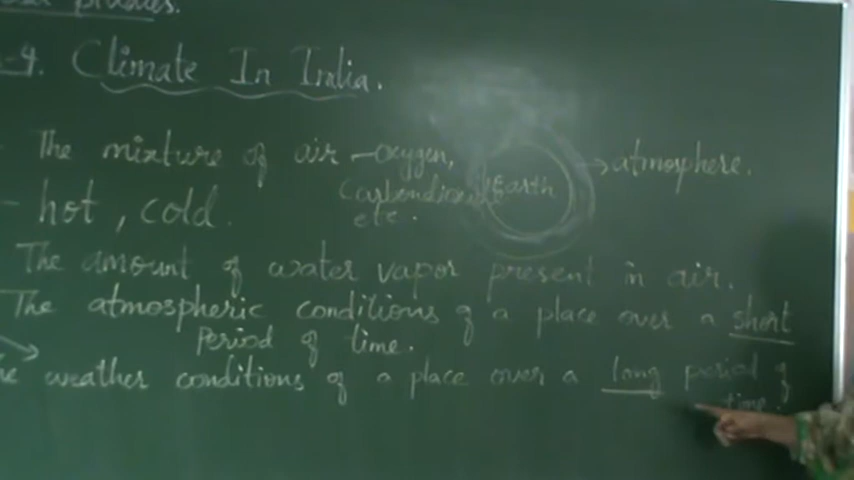 studies.
-4. Climate In India.
- The mixture of air - oxygen, Carbondioxide etc. Earth → atmosphere.
- hot, cold.
The amount of water vapor present in air.
The atmospheric conditions of a place over a short
Period of time.
The weather conditions of a place over a long period of
time.